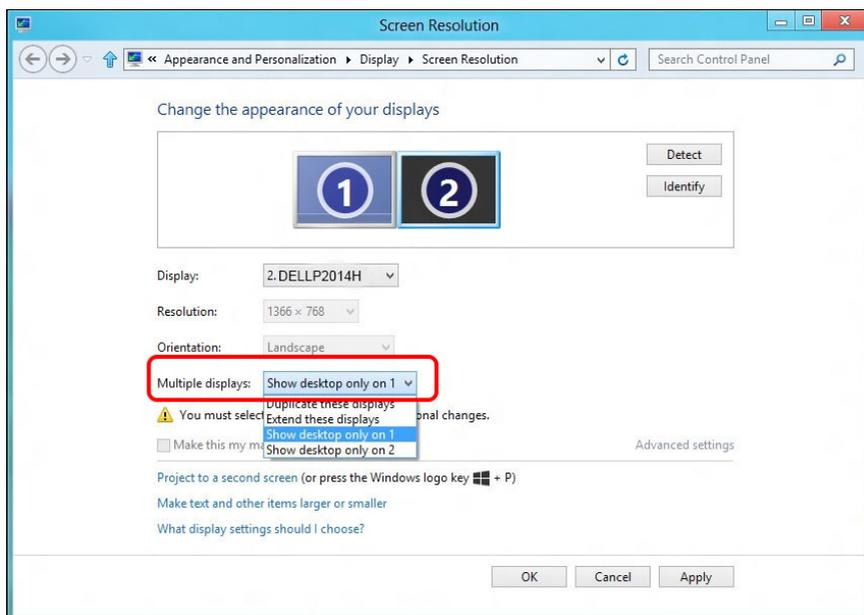 Screen Resolution
« Appearance and Personalization Display Screen Resolution Search Control Panel
Change the appearance of your displays
1 2
Detect
Identify
Display: 2.DELLP2014H
Resolution: 1366 × 768
Orientation: Landscape
Multiple displays: Show desktop only on 1
Duplicate these displays
You must select onal changes.
Extend these displays
Show desktop only on 1
Make this my ma Advanced settings
Show desktop only on 2
Project to a second screen (or press the Windows logo key + P)
Make text and other items larger or smaller
What display settings should I choose?
OK Cancel Apply